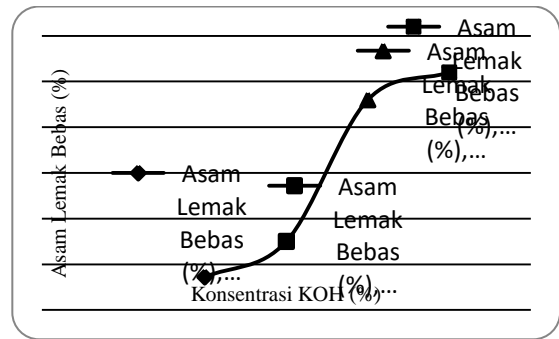 Asam Lemak Bebas (%)
Asam
Lemak
Bebas
(%),...
Asam
Lemak
Bebas
(%),...
Asam
Lemak
Bebas
(%),...
Asam
Lemak
Bebas
(%),...
Konsentrasi KOH (%)